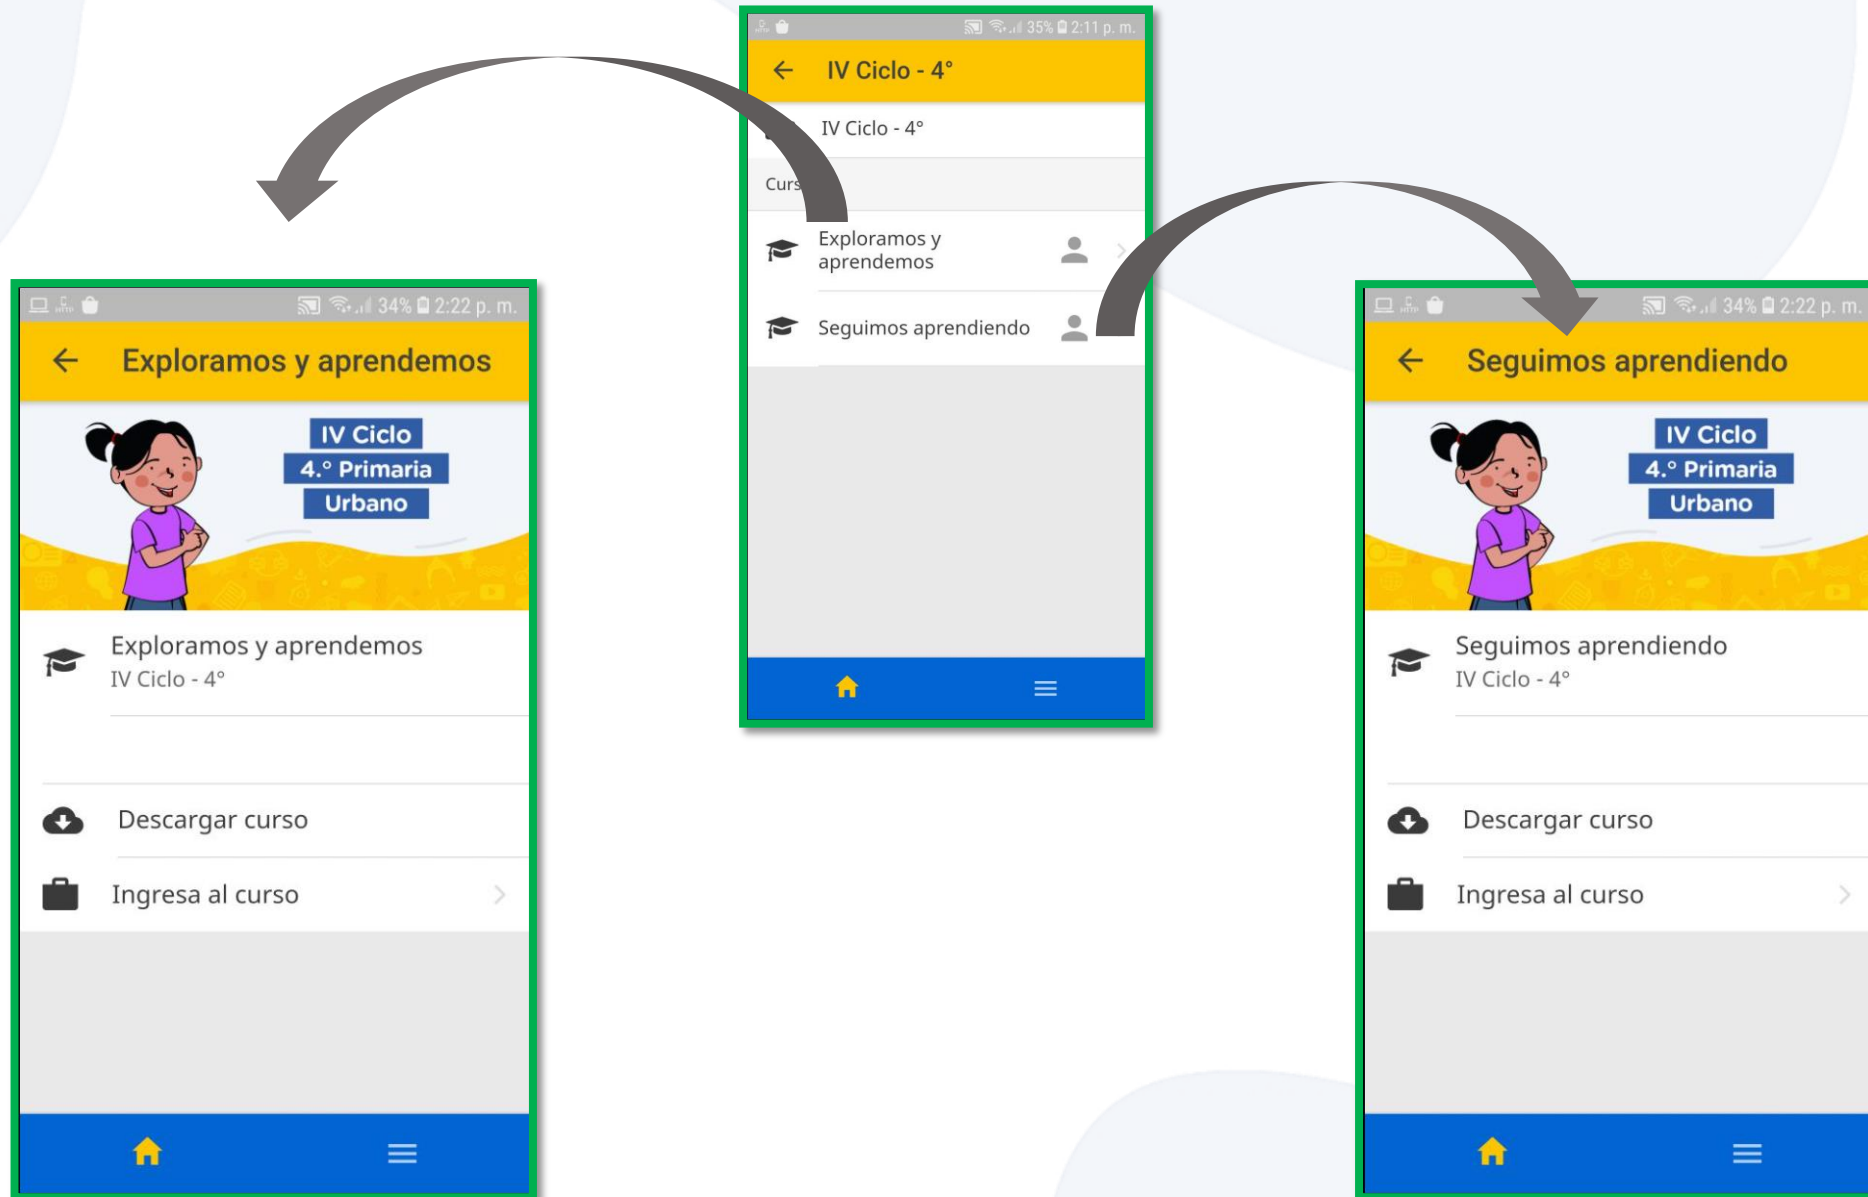 35% 2:11 p. m.
IV Ciclo - 4°
IV Ciclo - 4°
Curs
Exploramos y
aprendemos
Seguimos aprendiendo
34% 2:22 p. m.
Exploramos y aprendemos
IV Ciclo
4.° Primaria
Urbano
Exploramos y aprendemos
IV Ciclo - 4°
Descargar curso
Ingresa al curso
34% 2:22 p. m.
Seguimos aprendiendo
IV Ciclo
4.° Primaria
Urbano
Seguimos aprendiendo
IV Ciclo - 4°
Descargar curso
Ingresa al curso